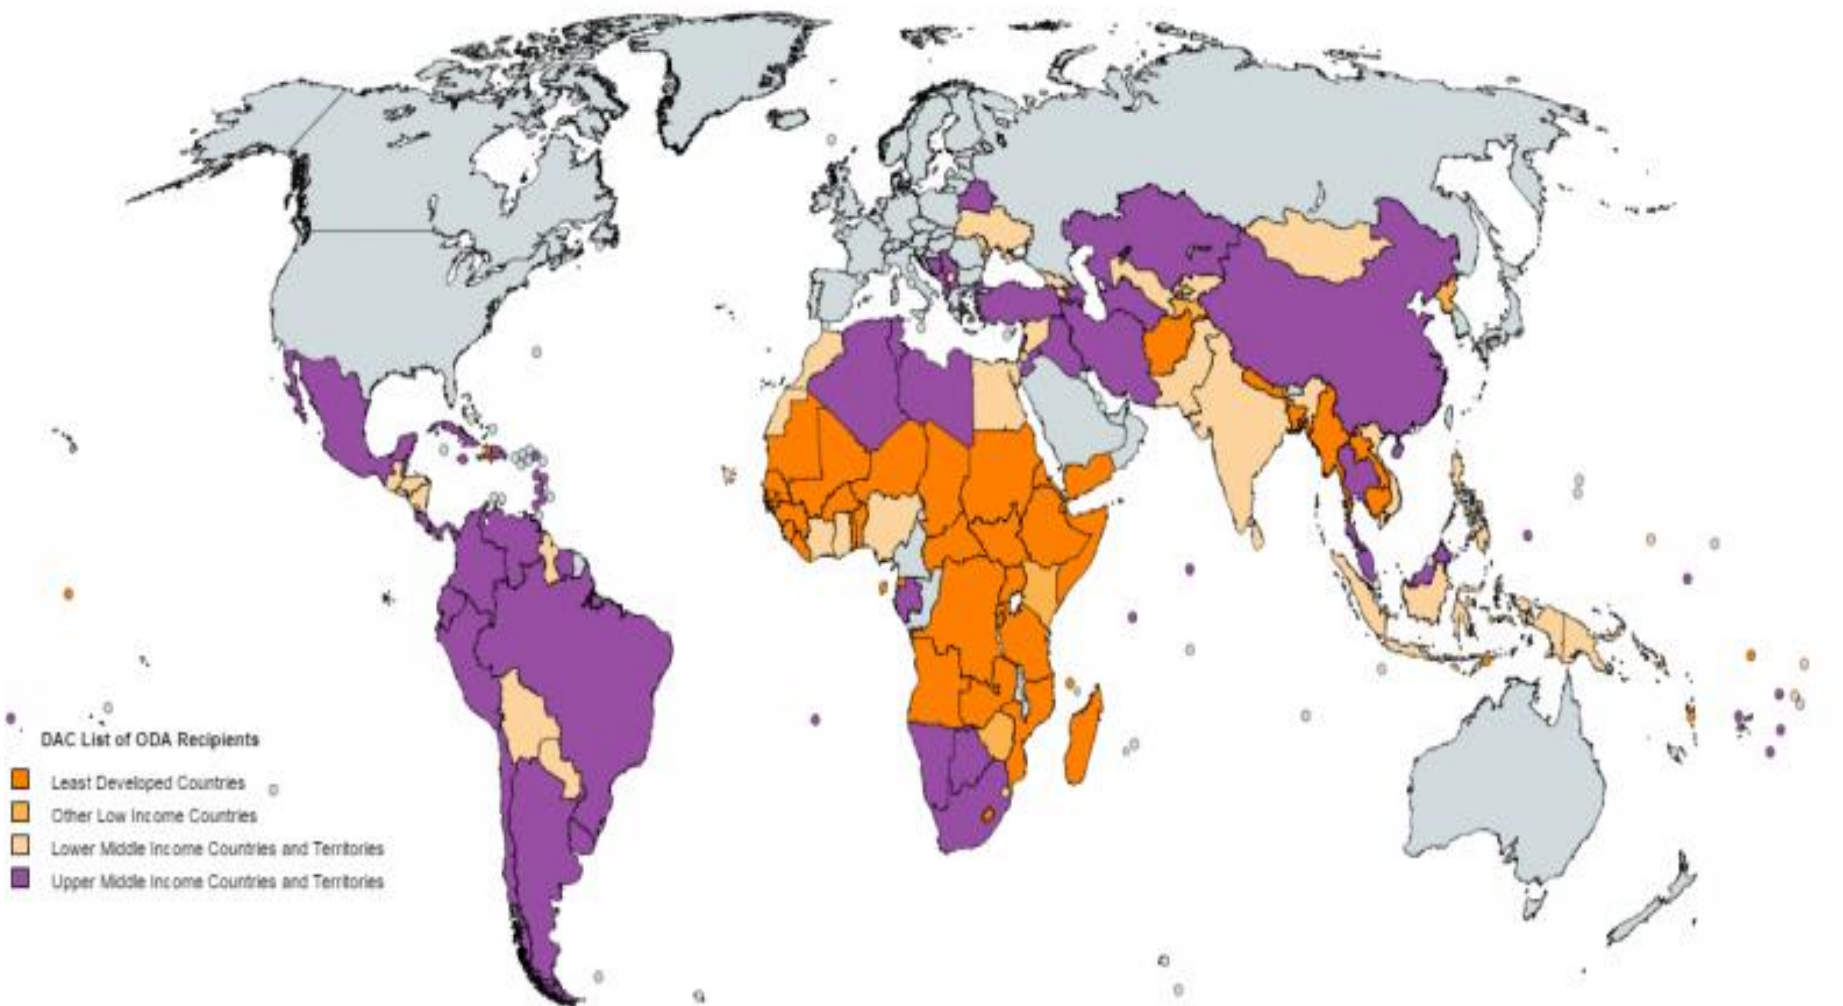 DAC List of ODA Recipients
Least Developed Countries
Other Low Income Countries
Lower Middle Income Countries and Territories
Upper Middle Income Countries and Territories